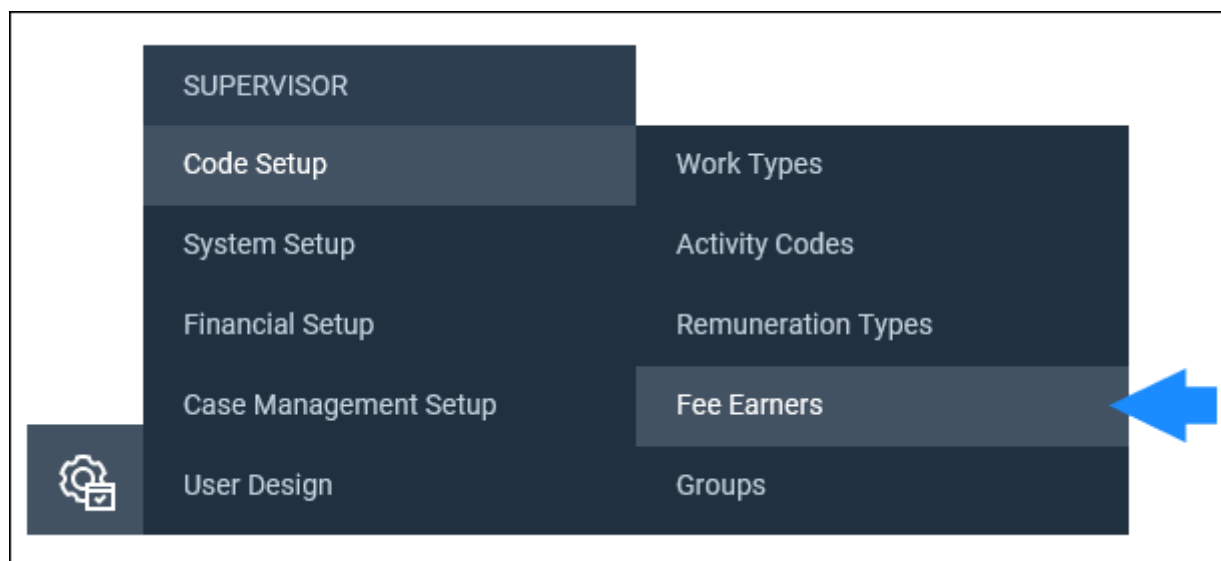 SUPERVISOR
Code Setup
System Setup
Financial Setup
Case Management Setup
User Design
Work Types
Activity Codes
Remuneration Types
Fee Earners
Groups